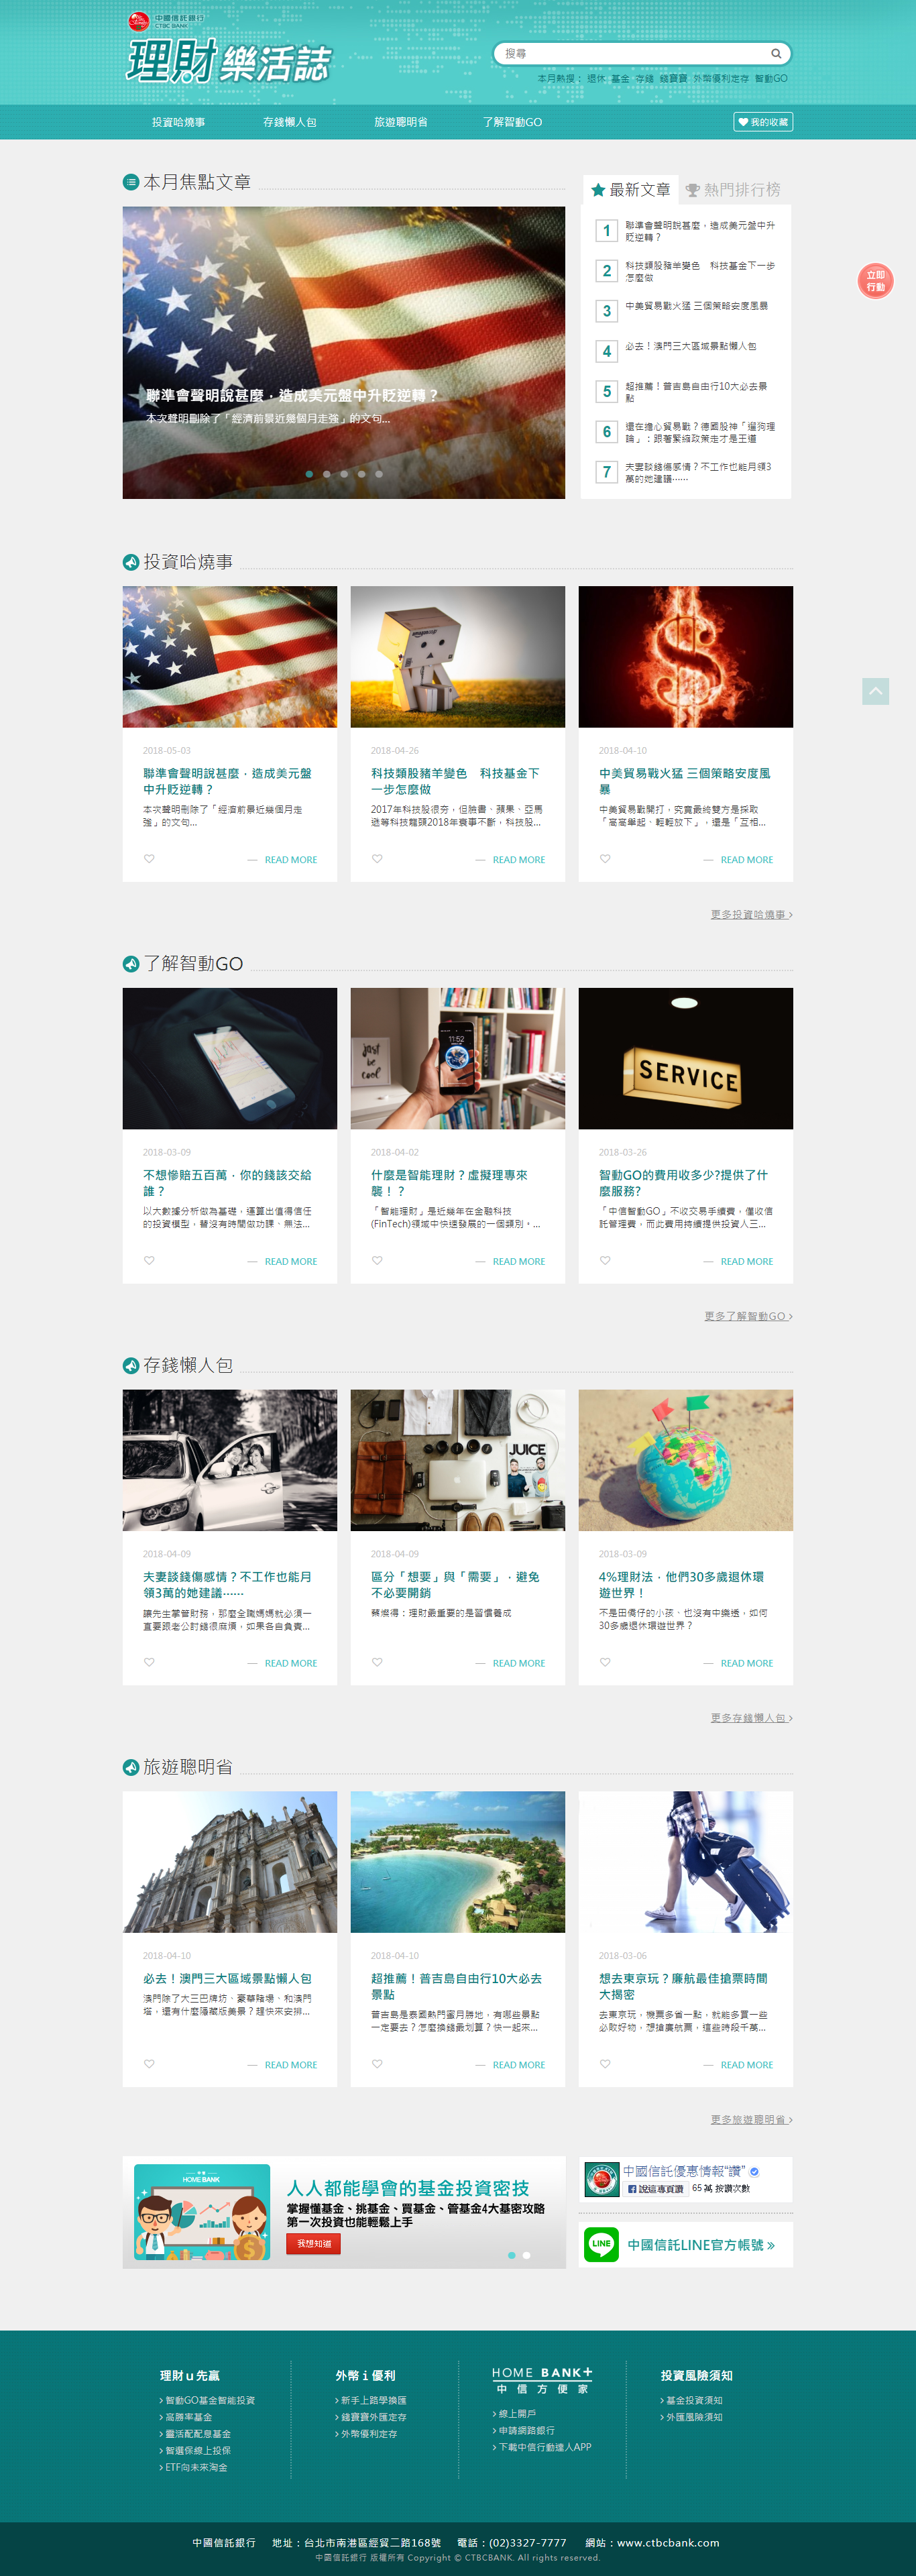 中國信託銀行
CTBC BANK
理財樂活誌
搜尋
本月熱搜： 退休 基金 存錢 錢寶寶 外幣優利定存 智動GO
投資哈燒事 存錢懶人包 旅遊聰明省 了解智動GO 我的收藏
本月焦點文章
聯準會聲明說甚麼，造成美元盤中升貶逆轉？
本次聲明刪除了「經濟前景近幾個月走強」的文句...
最新文章 熱門排行榜
1 聯準會聲明說甚麼，造成美元盤中升
貶逆轉？
2 科技類股豬羊變色 科技基金下一步
怎麼做
3 中美貿易戰火猛 三個策略安度風暴
4 必去！澳門三大區域景點懶人包
5 超推薦！普吉島自由行10大必去景
點
6 還在擔心貿易戰？德國股神「遛狗理
論」：跟著緊縮政策走才是王道
7 夫妻談錢傷感情？不工作也能月領3
萬的她建議⋯⋯
立即
行動
投資哈燒事
2018-05-03
聯準會聲明說甚麼，造成美元盤
中升貶逆轉？
本次聲明刪除了「經濟前景近幾個月走
強」的文句...
READ MORE
2018-04-26
科技類股豬羊變色 科技基金下
一步怎麼做
2017年科技股很夯，但臉書、蘋果、亞馬
遜等科技龍頭2018年衰事不斷，科技股...
READ MORE
2018-04-10
中美貿易戰火猛 三個策略安度風
暴
中美貿易戰開打，究竟最終雙方是採取
「高高舉起、輕輕放下」，還是「互相...
READ MORE
更多投資哈燒事
了解智動GO
just
be
cool
11:52
SERVICE
2018-03-09
不想慘賠五百萬，你的錢該交給
誰？
以大數據分析做為基礎，運算出值得信任
的投資模型，替沒有時間做功課、無法...
READ MORE
2018-04-02
什麼是智能理財？虛擬理專來
襲！？
「智能理財」是近幾年在金融科技
(FinTech)領域中快速發展的一個類別，...
READ MORE
2018-03-26
智動GO的費用收多少?提供了什
麼服務?
「中信智動GO」不收交易手續費，僅收信
託管理費，而此費用持續提供投資人三...
READ MORE
更多了解智動GO
存錢懶人包
JUICE
2018-04-09
夫妻談錢傷感情？不工作也能月
領3萬的她建議⋯⋯
讓先生掌管財務，那麼全職媽媽就必須一
直要跟老公討錢很麻煩，如果各自負責...
READ MORE
2018-04-09
區分「想要」與「需要」，避免
不必要開銷
蔡燦得：理財最重要的是習慣養成
READ MORE
2018-03-09
4%理財法，他們30多歲退休環
遊世界！
不是田僑仔的小孩、也沒有中樂透，如何
30多歲退休環遊世界？
READ MORE
更多存錢懶人包
旅遊聰明省
2018-04-10
必去！澳門三大區域景點懶人包
澳門除了大三巴牌坊、豪華賭場、和澳門
塔，還有什麼隱藏版美景？趕快來安排...
READ MORE
2018-04-10
超推薦！普吉島自由行10大必去
景點
普吉島是泰國熱門蜜月勝地，有哪些景點
一定要去？怎麼換錢最划算？快一起來...
READ MORE
2018-03-06
想去東京玩？廉航最佳搶票時間
大揭密
去東京玩，機票多省一點，就能多買一些
必敗好物，想搶廉航票，這些時段千萬...
READ MORE
更多旅遊聰明省
HOME BANK
人人都能學會的基金投資密技
掌握懂基金、挑基金、買基金、管基金4大基密攻略
第一次投資也能輕鬆上手
我想知道
中國信託優惠情報“讚”
說這專頁讚 65 萬 按讚次數
LINE
中國信託LINE官方帳號
理財u先贏
智動GO基金智能投資
高勝率基金
靈活配配息基金
智選保線上投保
ETF向未來淘金
外幣i優利
新手上路學換匯
錢寶寶外匯定存
外幣優利定存
HOME BANK+
中信方便家
線上開戶
申請網路銀行
下載中信行動達人APP
投資風險須知
基金投資須知
外匯風險須知
中國信託銀行 地址：台北市南港區經貿二路168號 電話：(02)3327-7777 網站：www.ctbcbank.com
中國信託銀行 版權所有 Copyright © CTBCBANK. All rights reserved.